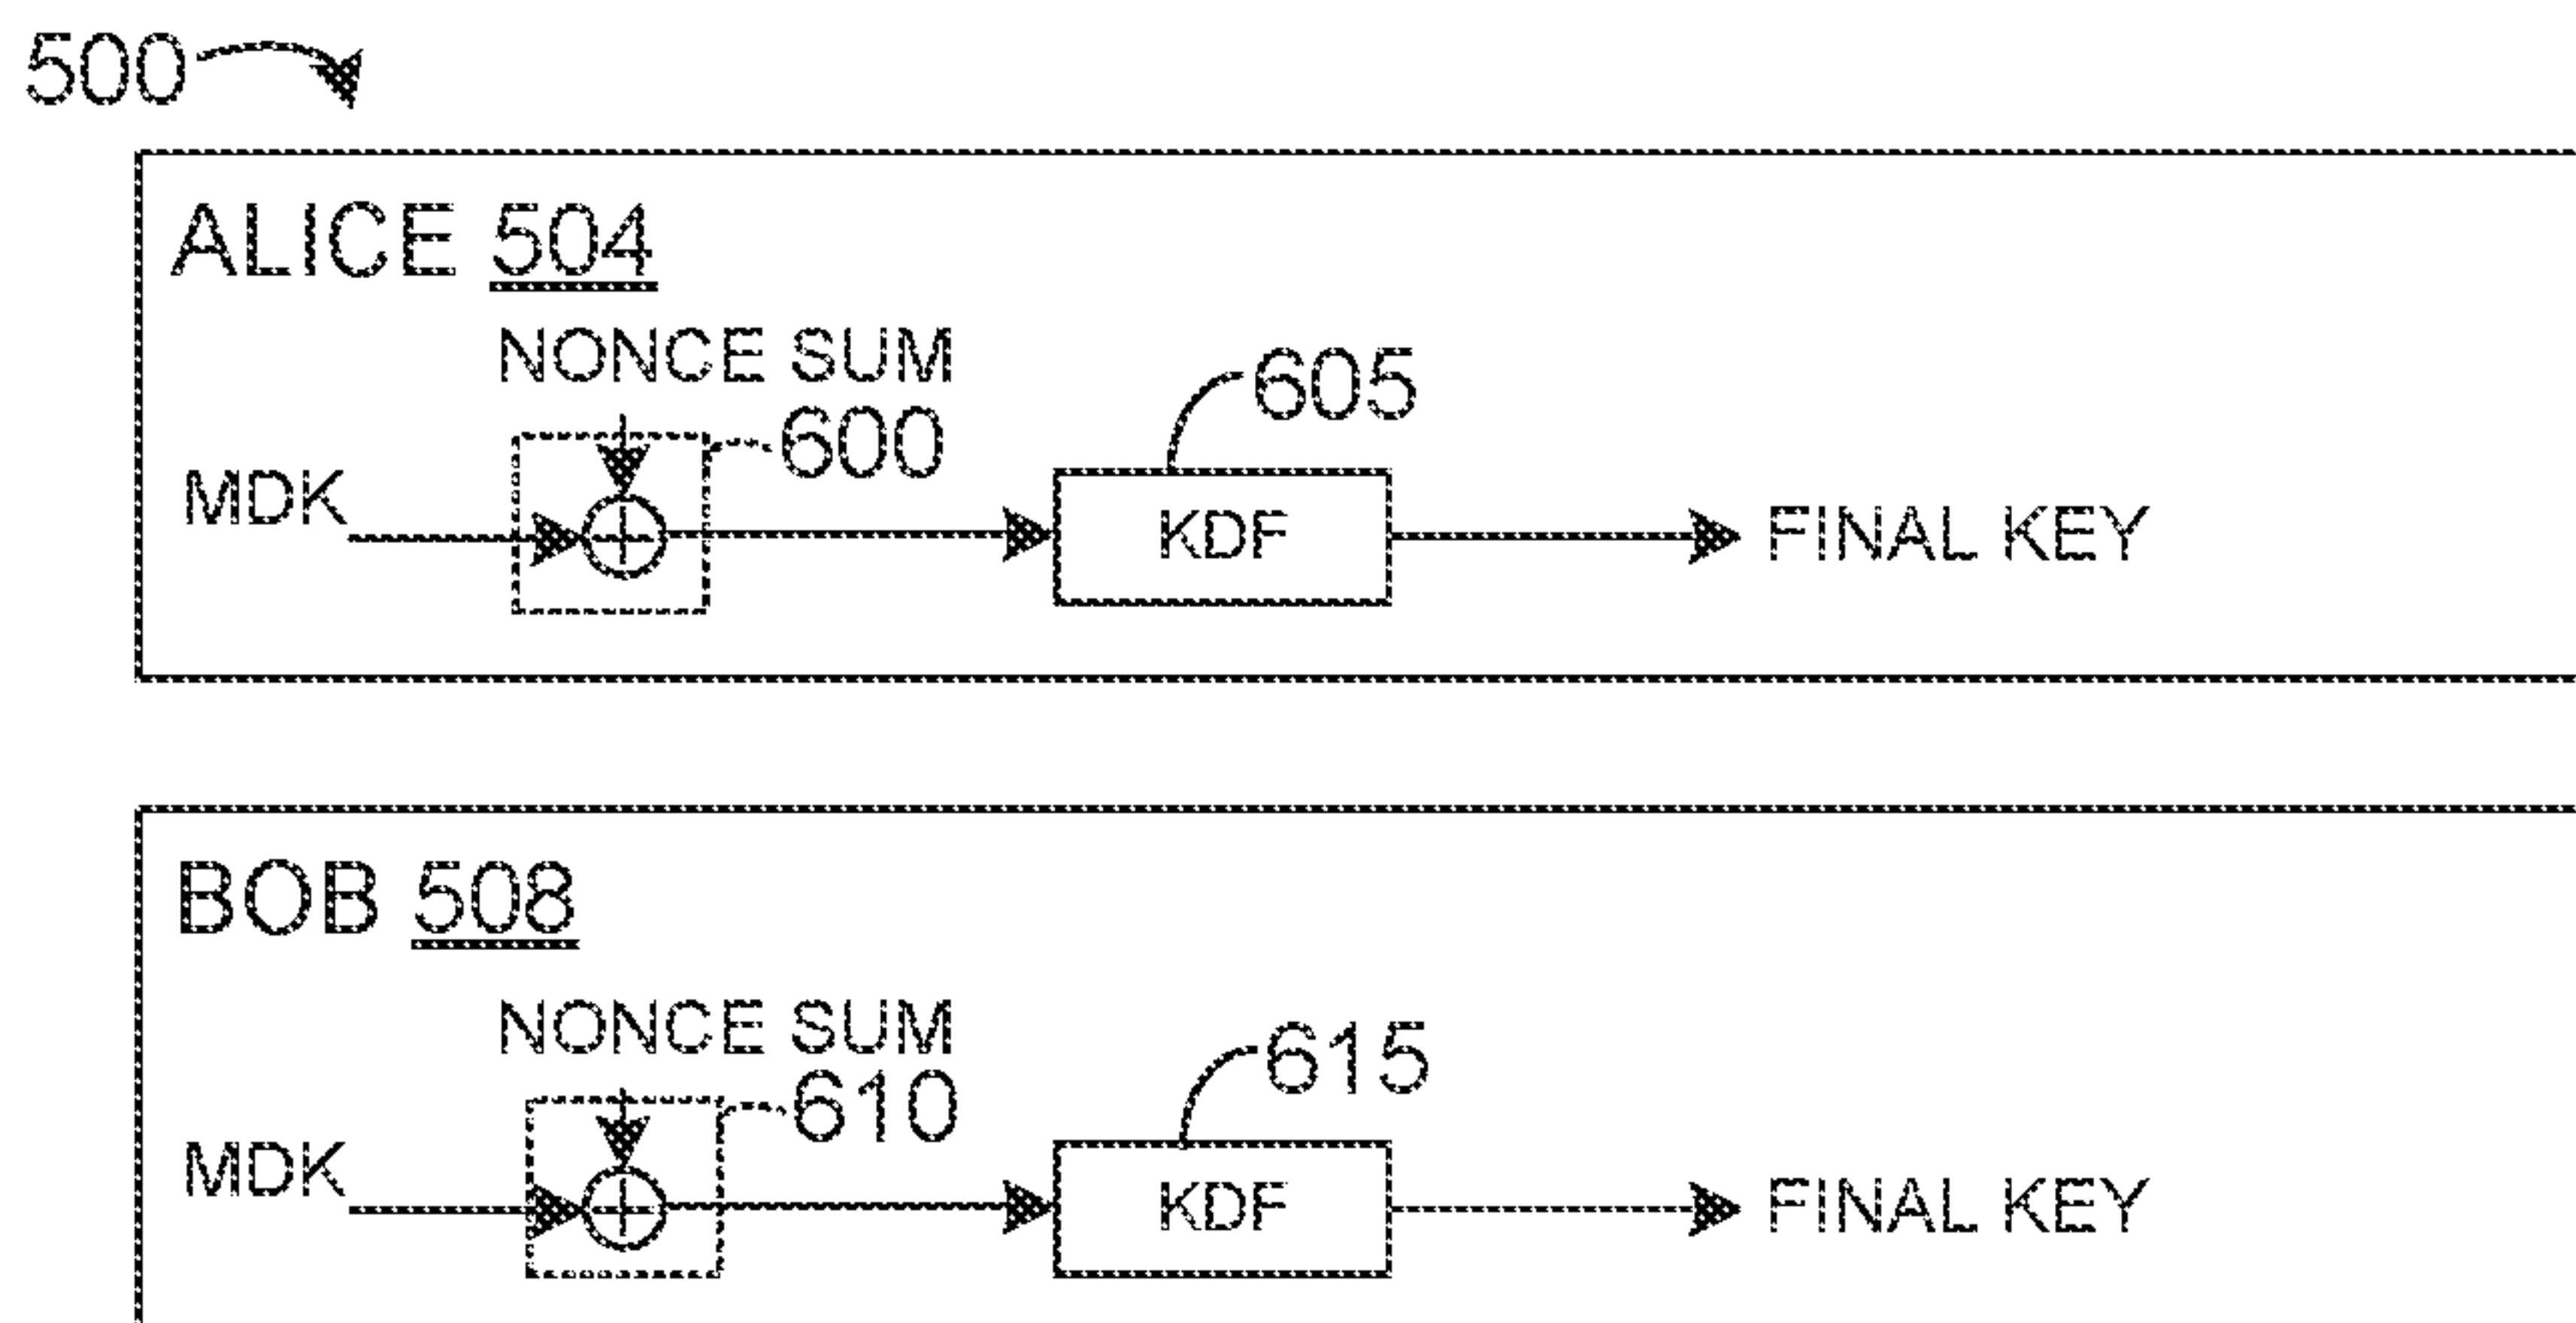 500
ALICE 504
NONCE SUM
605
600
MDK
KDF
FINAL KEY
BOB 508
NONCE SUM
615
610
MDK
KDF
FINAL KEY